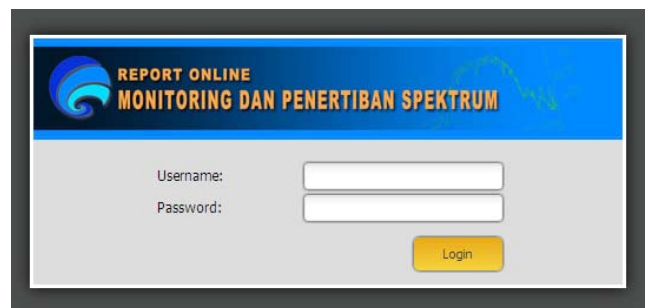 REPORT ONLINE
MONITORING DAN PENERTIBAN SPEKTRUM
Username:
Password:
Login